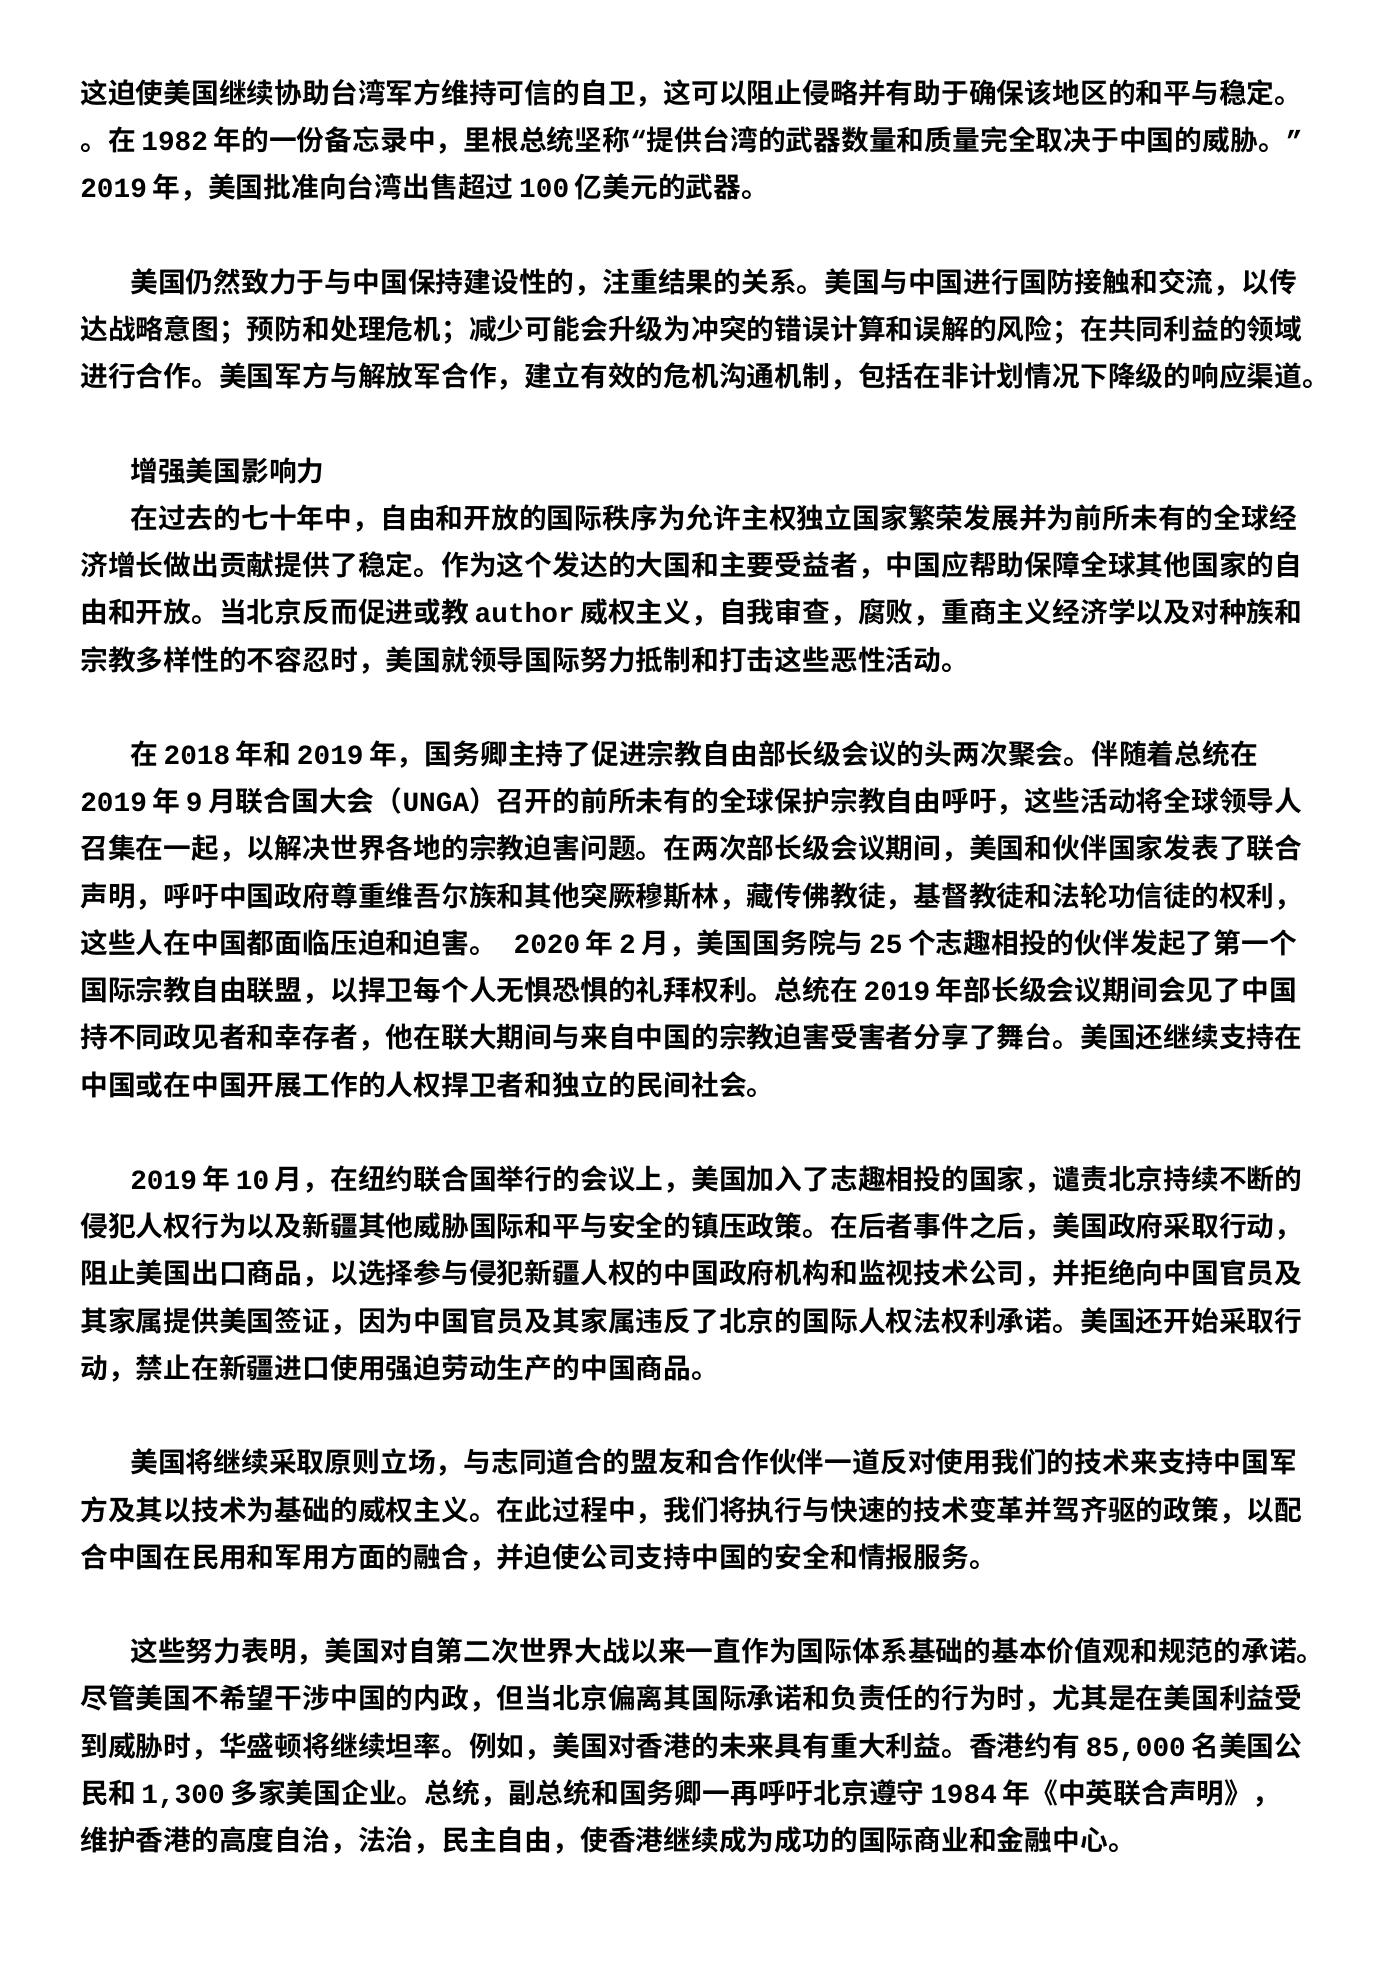 这迫使美国继续协助台湾军方维持可信的自卫，这可以阻止侵略并有助于确保该地区的和平与稳定。
。在 1982 年的一份备忘录中，里根总统坚称“提供台湾的武器数量和质量完全取决于中国的威胁。”
2019 年，美国批准向台湾出售超过 100 亿美元的武器。
美国仍然致力于与中国保持建设性的，注重结果的关系。美国与中国进行国防接触和交流，以传
达战略意图；预防和处理危机；减少可能会升级为冲突的错误计算和误解的风险；在共同利益的领域
进行合作。美国军方与解放军合作，建立有效的危机沟通机制，包括在非计划情况下降级的响应渠道。
增强美国影响力
在过去的七十年中，自由和开放的国际秩序为允许主权独立国家繁荣发展并为前所未有的全球经
济增长做出贡献提供了稳定。作为这个发达的大国和主要受益者，中国应帮助保障全球其他国家的自
由和开放。当北京反而促进或教 author 威权主义，自我审查，腐败，重商主义经济学以及对种族和
宗教多样性的不容忍时，美国就领导国际努力抵制和打击这些恶性活动。
在 2018 年和 2019 年，国务卿主持了促进宗教自由部长级会议的头两次聚会。伴随着总统在
2019 年 9 月联合国大会（UNGA）召开的前所未有的全球保护宗教自由呼吁，这些活动将全球领导人
召集在一起，以解决世界各地的宗教迫害问题。在两次部长级会议期间，美国和伙伴国家发表了联合
声明，呼吁中国政府尊重维吾尔族和其他突厥穆斯林，藏传佛教徒，基督教徒和法轮功信徒的权利，
这些人在中国都面临压迫和迫害。 2020 年 2 月，美国国务院与 25 个志趣相投的伙伴发起了第一个
国际宗教自由联盟，以捍卫每个人无惧恐惧的礼拜权利。总统在 2019 年部长级会议期间会见了中国
持不同政见者和幸存者，他在联大期间与来自中国的宗教迫害受害者分享了舞台。美国还继续支持在
中国或在中国开展工作的人权捍卫者和独立的民间社会。
2019 年 10 月，在纽约联合国举行的会议上，美国加入了志趣相投的国家，谴责北京持续不断的
侵犯人权行为以及新疆其他威胁国际和平与安全的镇压政策。在后者事件之后，美国政府采取行动，
阻止美国出口商品，以选择参与侵犯新疆人权的中国政府机构和监视技术公司，并拒绝向中国官员及
其家属提供美国签证，因为中国官员及其家属违反了北京的国际人权法权利承诺。美国还开始采取行
动，禁止在新疆进口使用强迫劳动生产的中国商品。
美国将继续采取原则立场，与志同道合的盟友和合作伙伴一道反对使用我们的技术来支持中国军
方及其以技术为基础的威权主义。在此过程中，我们将执行与快速的技术变革并驾齐驱的政策，以配
合中国在民用和军用方面的融合，并迫使公司支持中国的安全和情报服务。
这些努力表明，美国对自第二次世界大战以来一直作为国际体系基础的基本价值观和规范的承诺。
尽管美国不希望干涉中国的内政，但当北京偏离其国际承诺和负责任的行为时，尤其是在美国利益受
到威胁时，华盛顿将继续坦率。例如，美国对香港的未来具有重大利益。香港约有 85,000 名美国公
民和 1,300 多家美国企业。总统，副总统和国务卿一再呼吁北京遵守 1984 年《中英联合声明》，
维护香港的高度自治，法治，民主自由，使香港继续成为成功的国际商业和金融中心。